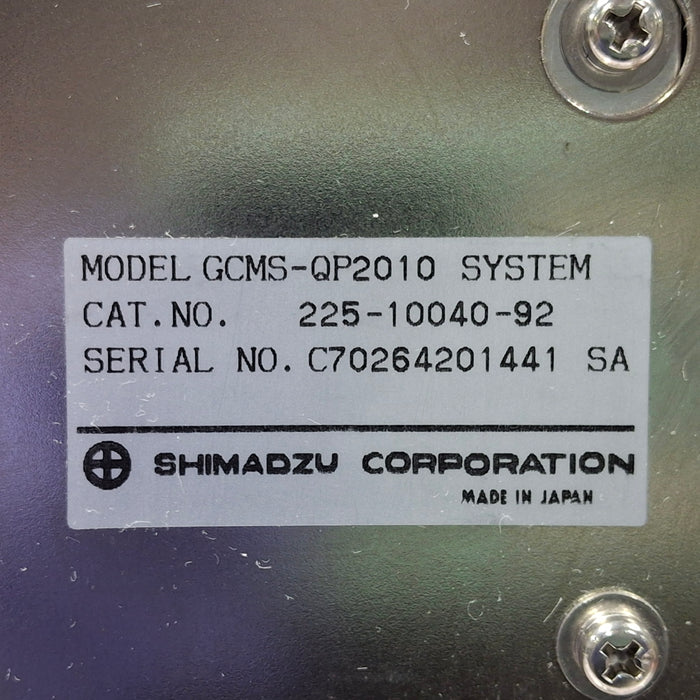 MODEL GCMS-QP2010 SYSTEM
CAT.NO. 225-10040-92
SERIAL NO. C70264201441 SA
SHIMADZU CORPORATION
MADE IN JAPAN